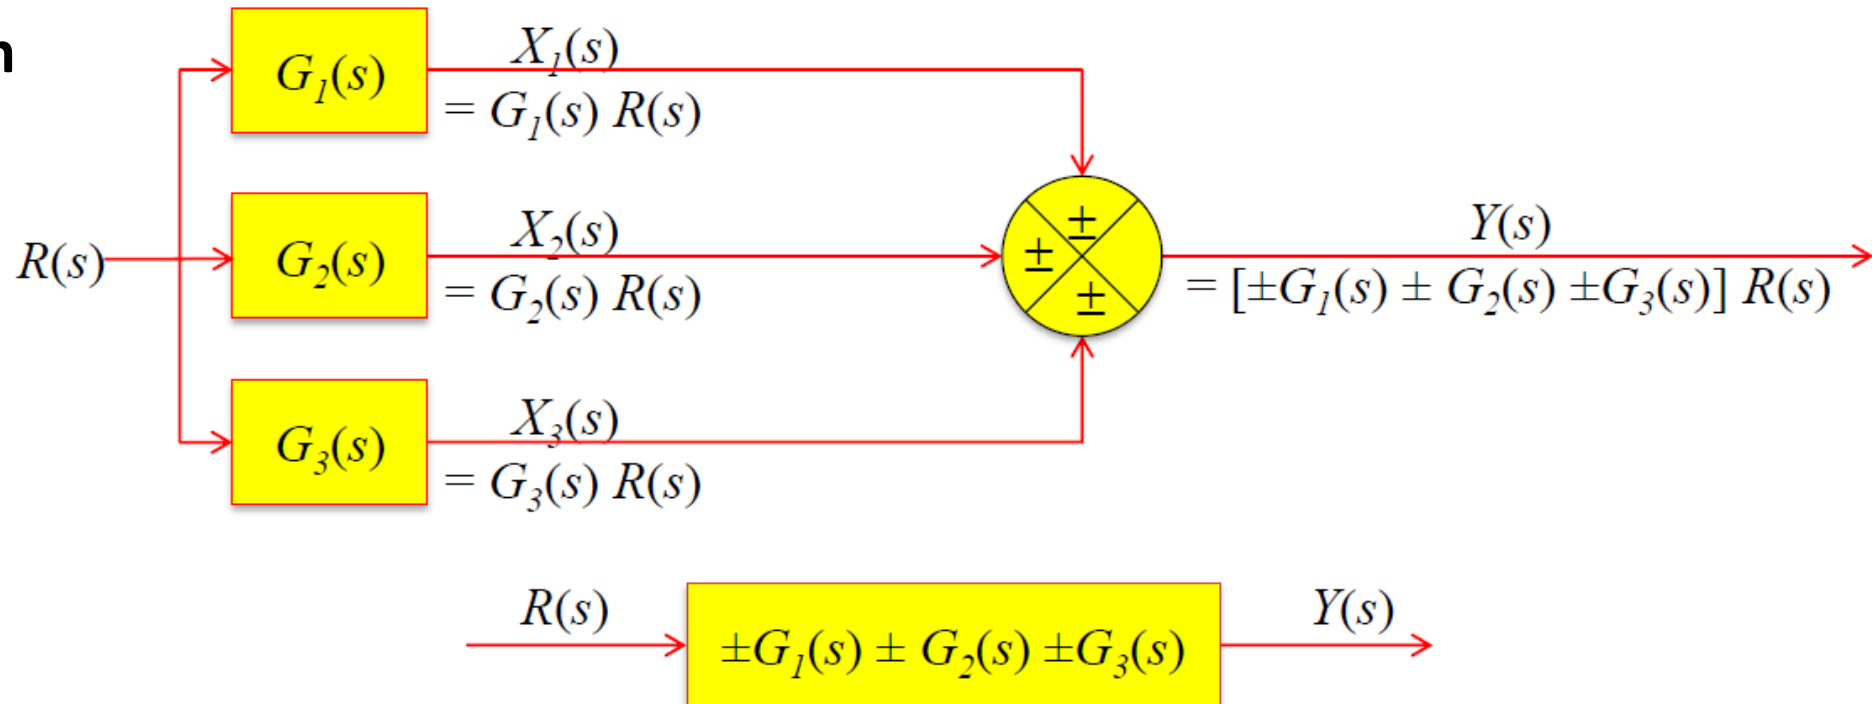 n
G₁(s)
X₁(s)
= G₁(s) R(s)
R(s)
G₂(s)
X₂(s)
= G₂(s) R(s)
±
±
±
Y(s)
= [±G₁(s) ± G₂(s) ±G₃(s)] R(s)
G₃(s)
X₃(s)
= G₃(s) R(s)
R(s)
±G₁(s) ± G₂(s) ±G₃(s)
Y(s)